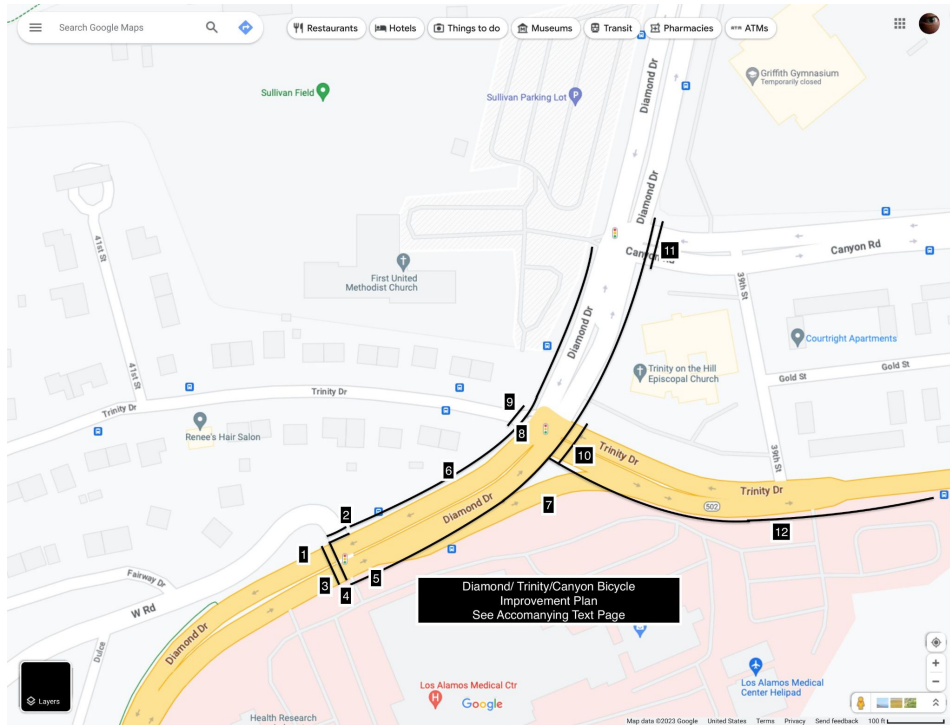 Search Google Maps
Restaurants
Hotels
Things to do
Museums
Transit
Pharmacies
ATM
ATMs
Diamond Dr
Griffith Gymnasium
Temporarily closed
Sullivan Field
Sullivan Parking Lot
P
Diamond Dr
11
Canyon Rd
Canyon Rd
41st St
First United
Methodist Church
39th St
Diamond Dr
Courtright Apartments
41st St
Trinity on the Hill
Episcopal Church
Gold St
Gold St
Trinity Dr
Trinity Dr
9
Renee's Hair Salon
8
10
Trinity Dr
39th St
6
Trinity Dr
Diamond Dr
7
502
2
12
1
3
4
5
Fairway Dr
W Rd
Diamond/ Trinity/Canyon Bicycle
Improvement Plan
See Accomanying Text Page
Diamond Dr
Dulce
Layers
Los Alamos Medical Ctr
H
Google
Los Alamos Medical
Center Helipad
Health Research
Map data ©2023 Google United States Terms Privacy Send feedback 100 ft